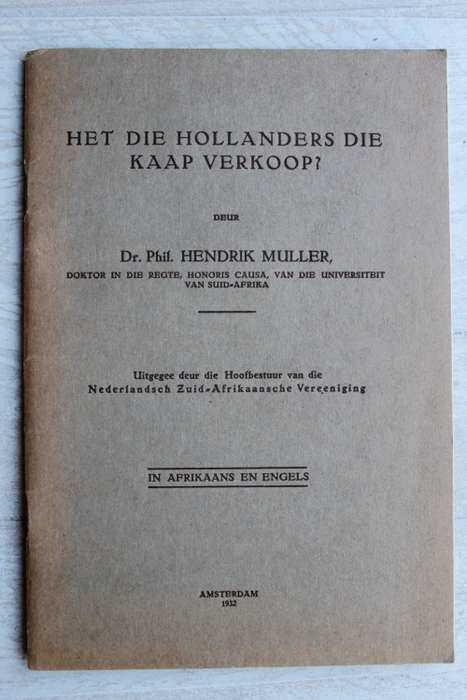 HET DIE HOLLANDERS DIE
KAAP VERKOOP?
DEUR
Dr. Phil. HENDRIK MULLER,
DOKTOR IN DIE REGTE, HONORIS CAUSA, VAN DIE UNIVERSITEIT
VAN SUID-AFRIKA
Uitgegee deur die Hoofbestuur van die
Nederlandsch Zuid-Afrikaansche Vereeniging
IN AFRIKAANS EN ENGELS
AMSTERDAM
1932